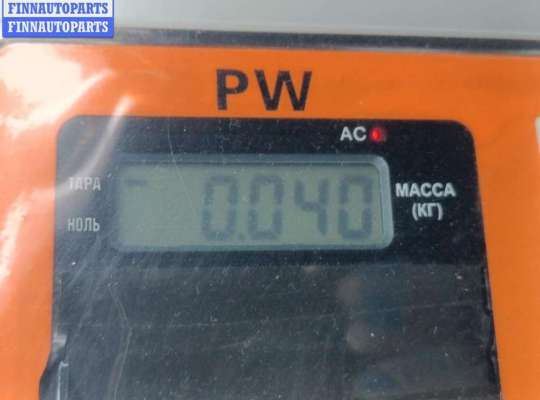 FINNAUTOPARTS
FINNAUTOPARTS
PW
AC
ТАРА
0.040
МАССА
НОЛЬ
(КГ)